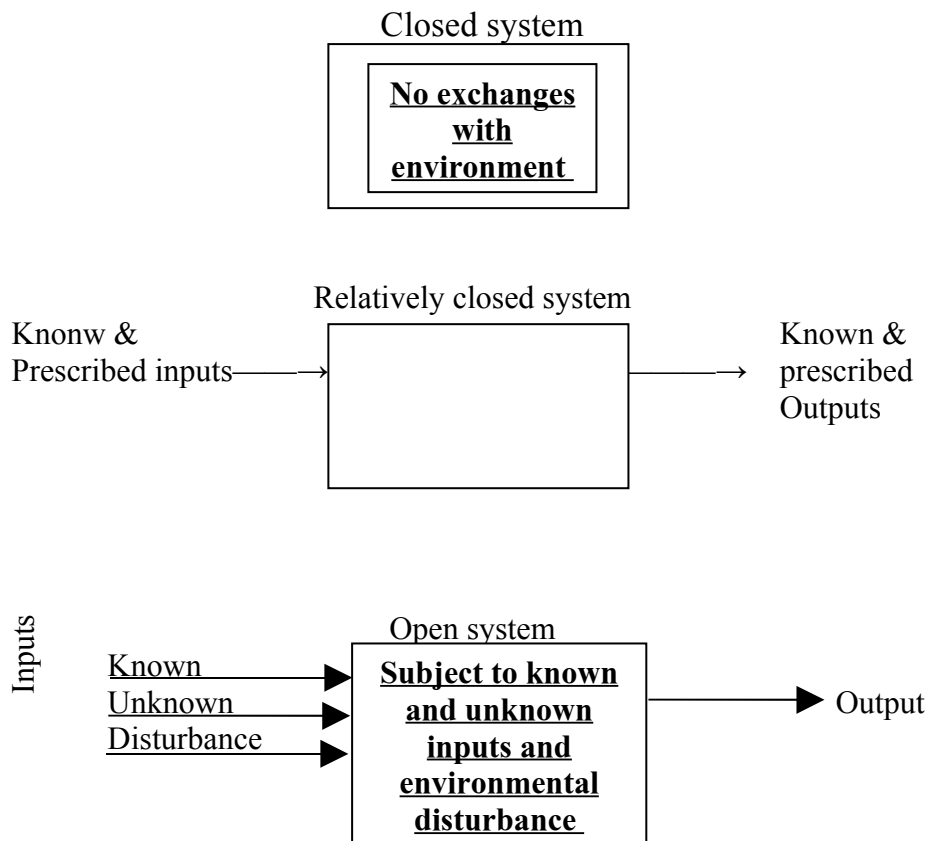 Closed system
No exchanges
with
environment
Relatively closed system
Knonw &
Prescribed inputs
Known &
prescribed
Outputs
Inputs
Open system
Known
Unknown
Disturbance
Subject to known
and unknown
inputs and
environmental
disturbance
Output